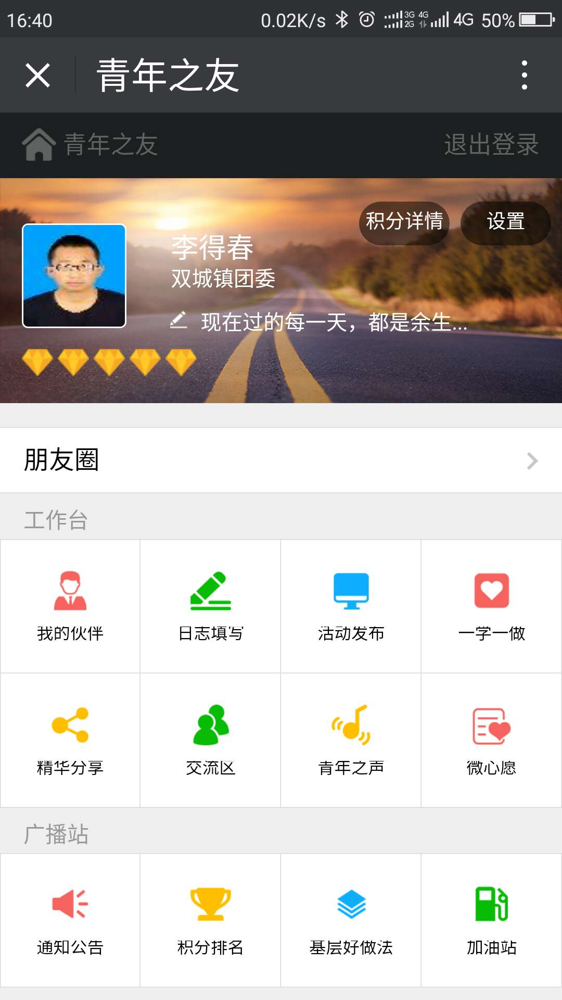 16:40 0.02K/s 3G 2G 4G 4G 50%
青年之友
青年之友 退出登录
积分详情 设置
李得春
双城镇团委
现在过的每一天，都是余生...
朋友圈
工作台
我的伙伴 日志填写 活动发布 一学一做
精华分享 交流区 青年之声 微心愿
广播站
通知公告 积分排名 基层好做法 加油站